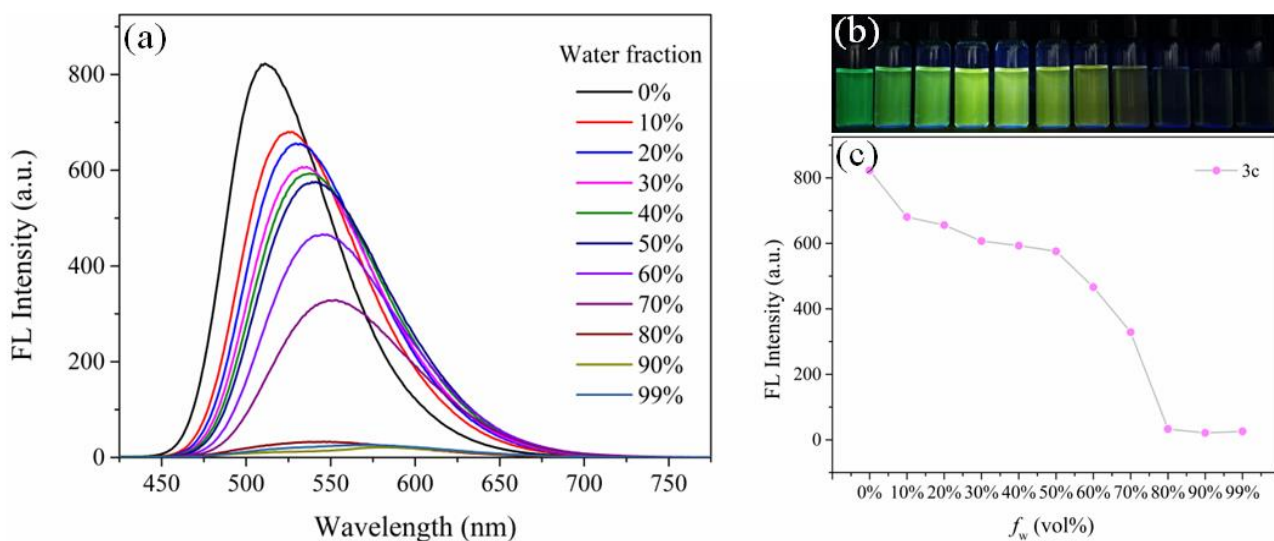 (a)
FL Intensity (a.u.)
800
600
400
200
0
450 500 550 600 650 700 750
Wavelength (nm)
Water fraction
0%
10%
20%
30%
40%
50%
60%
70%
80%
90%
99%
(b)
(c)
3c
FL Intensity (a.u.)
800
600
400
200
0
0% 10% 20% 30% 40% 50% 60% 70% 80% 90% 99%
fw (vol%)